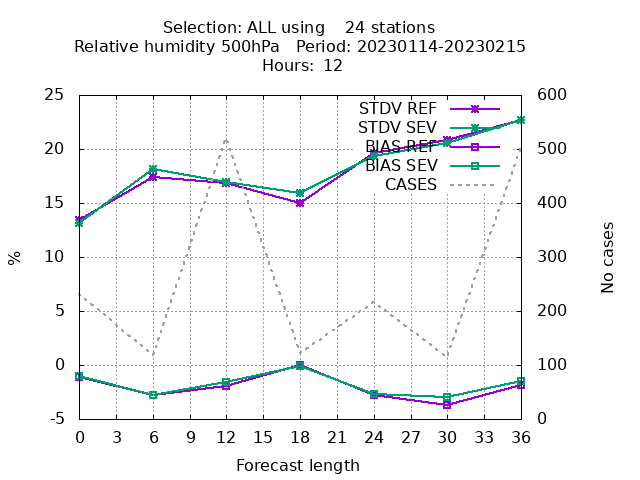 Selection: ALL using    24 stations
Relative humidity 500hPa   Period: 20230114-20230215
Hours:  12
STDV REF
STDV SEV
BIAS REF
BIAS SEV
CASES
25
20
15
10
5
0
-5
%
600
500
400
300
200
100
0
No cases
0 3 6 9 12 15 18 21 24 27 30 33 36
Forecast length